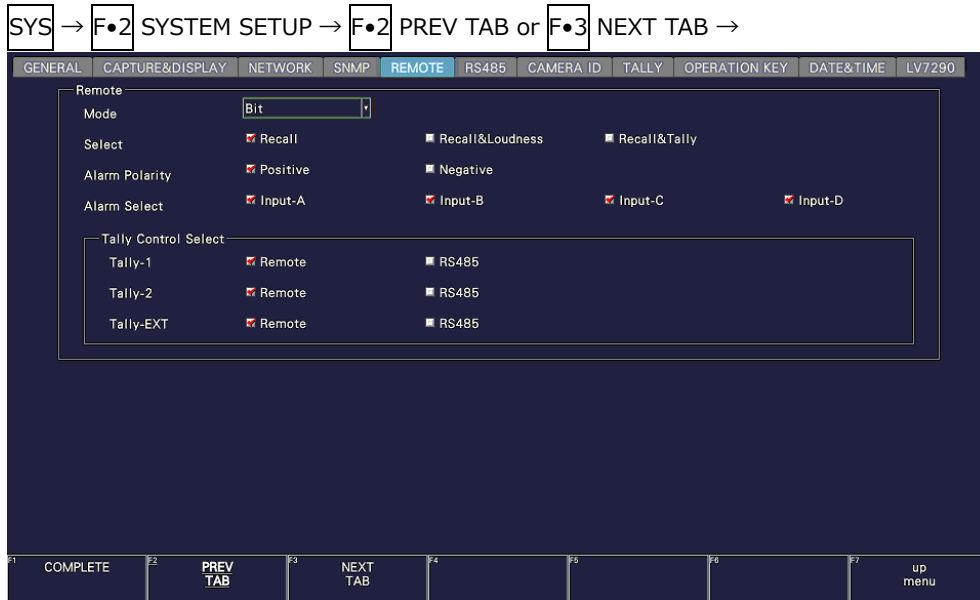 SYS → F•2 SYSTEM SETUP → F•2 PREV TAB or F•3 NEXT TAB →
GENERAL CAPTURE&DISPLAY NETWORK SNMP REMOTE RS485 CAMERA ID TALLY OPERATION KEY DATE&TIME LV7290
Remote
Mode Bit
Select Recall Recall&Loudness Recall&Tally
Alarm Polarity Positive Negative
Alarm Select Input-A Input-B Input-C Input-D
Tally Control Select
Tally-1 Remote RS485
Tally-2 Remote RS485
Tally-EXT Remote RS485
F1 COMPLETE F2 PREV TAB F3 NEXT TAB F4 F5 F6 F7 up menu